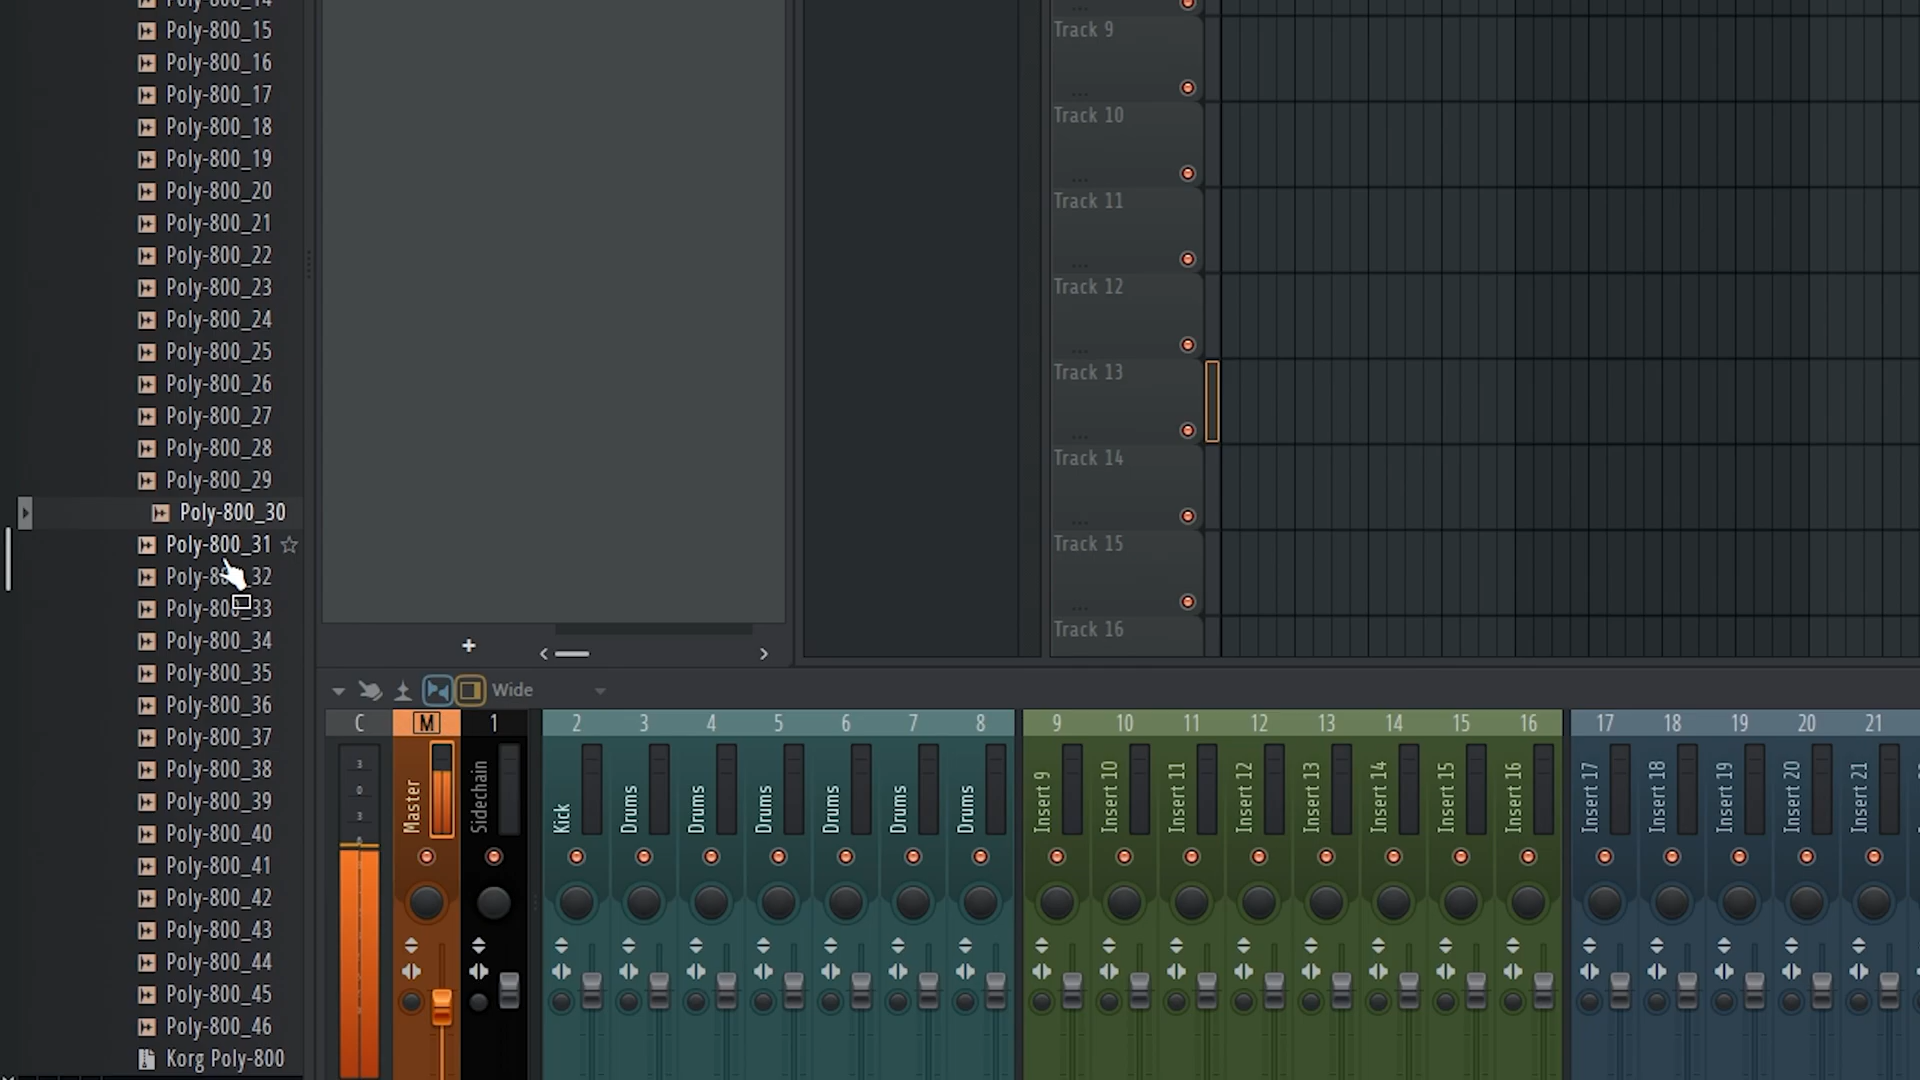 Poly-800_14
Poly-800_15
Poly-800_16
Poly-800_17
Poly-800_18
Poly-800_19
Poly-800_20
Poly-800_21
Poly-800_22
Poly-800_23
Poly-800_24
Poly-800_25
Poly-800_26
Poly-800_27
Poly-800_28
Poly-800_29
Poly-800_30
Poly-800_31
Poly-800_32
Poly-800_33
Poly-800_34
Poly-800_35
Poly-800_36
Poly-800_37
Poly-800_38
Poly-800_39
Poly-800_40
Poly-800_41
Poly-800_42
Poly-800_43
Poly-800_44
Poly-800_45
Poly-800_46
Korg Poly-800
Track 9
Track 10
Track 11
Track 12
Track 13
Track 14
Track 15
Track 16
Wide
C M 1 2 3 4 5 6 7 8 9 10 11 12 13 14 15 16 17 18 19 20 21
3
0
3
Master
Sidechain
Kick
Drums
Drums
Drums
Drums
Drums
Drums
Insert 9
Insert 10
Insert 11
Insert 12
Insert 13
Insert 14
Insert 15
Insert 16
Insert 17
Insert 18
Insert 19
Insert 20
Insert 21